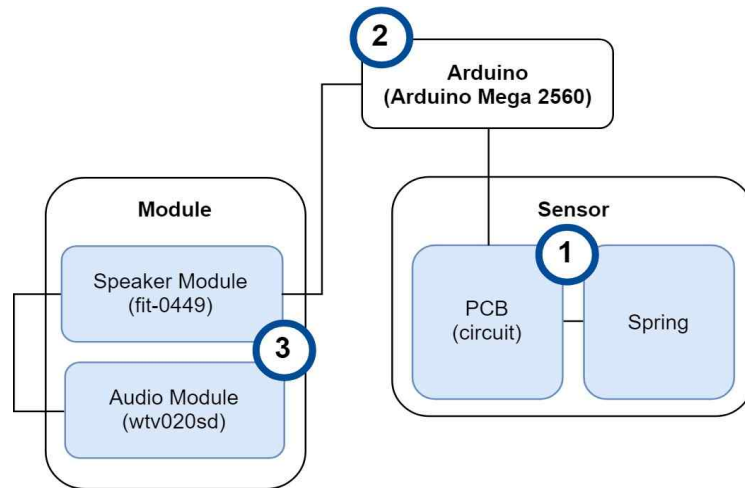 2
Arduino
(Arduino Mega 2560)
Module
Speaker Module
(fit-0449)
3
Audio Module
(wtv020sd)
Sensor
1
PCB
(circuit)
Spring